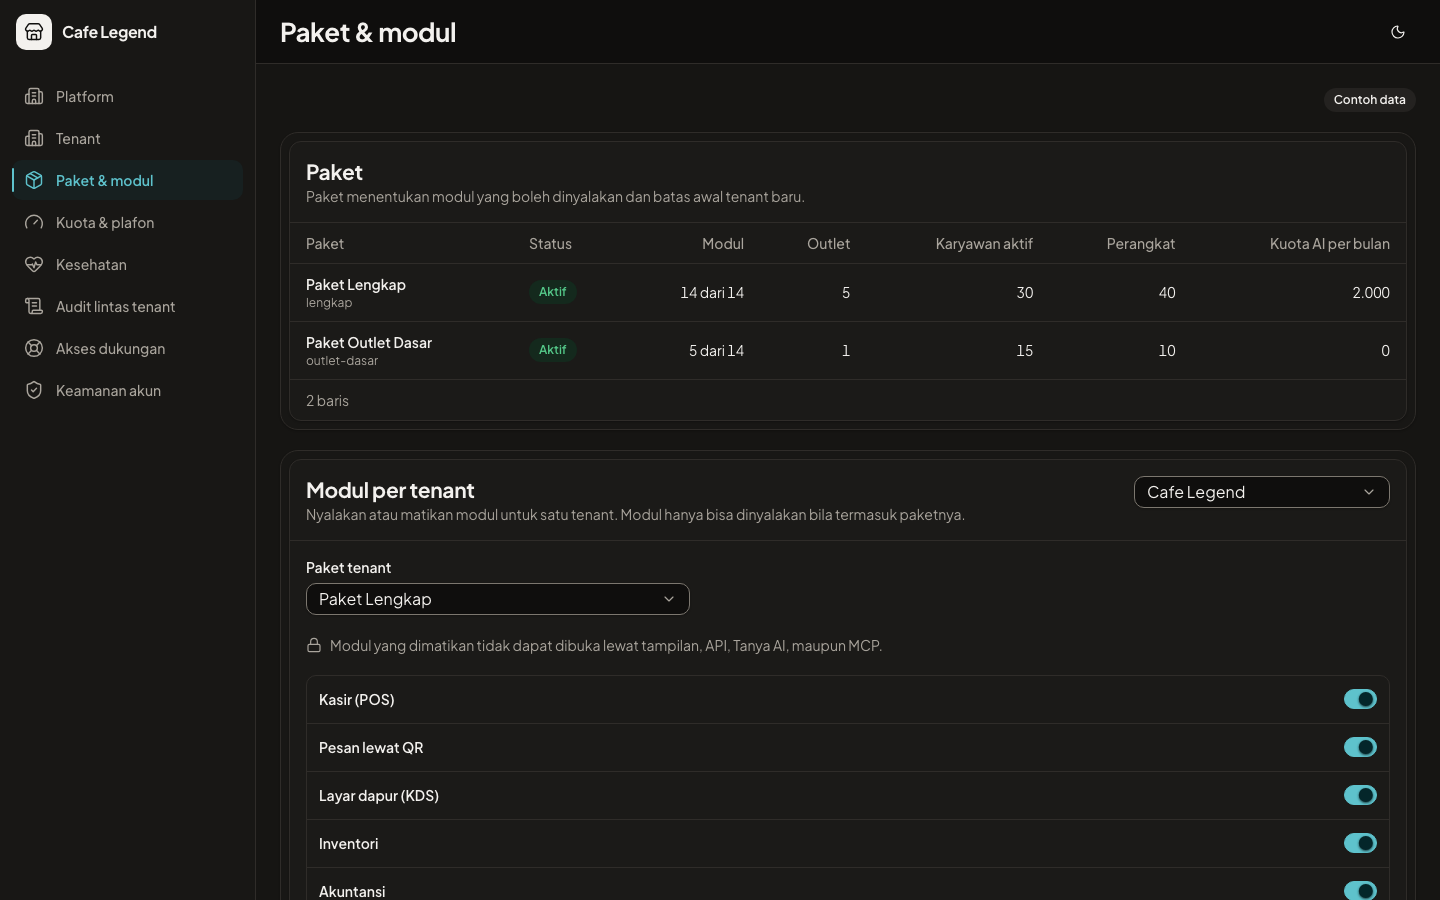 Cafe Legend
Paket & modul
Platform
Tenant
Paket & modul
Kuota & plafon
Kesehatan
Audit lintas tenant
Akses dukungan
Keamanan akun
Contoh data
Paket
Paket menentukan modul yang boleh dinyalakan dan batas awal tenant baru.
Paket Status Modul Outlet Karyawan aktif Perangkat Kuota AI per bulan
Paket Lengkap Aktif 14 dari 14 5 30 40 2.000
lengkap
Paket Outlet Dasar Aktif 5 dari 14 1 15 10 0
outlet-dasar
2 baris
Modul per tenant
Nyalakan atau matikan modul untuk satu tenant. Modul hanya bisa dinyalakan bila termasuk paketnya.
Cafe Legend
Paket tenant
Paket Lengkap
Modul yang dimatikan tidak dapat dibuka lewat tampilan, API, Tanya AI, maupun MCP.
Kasir (POS)
Pesan lewat QR
Layar dapur (KDS)
Inventori
Akuntansi